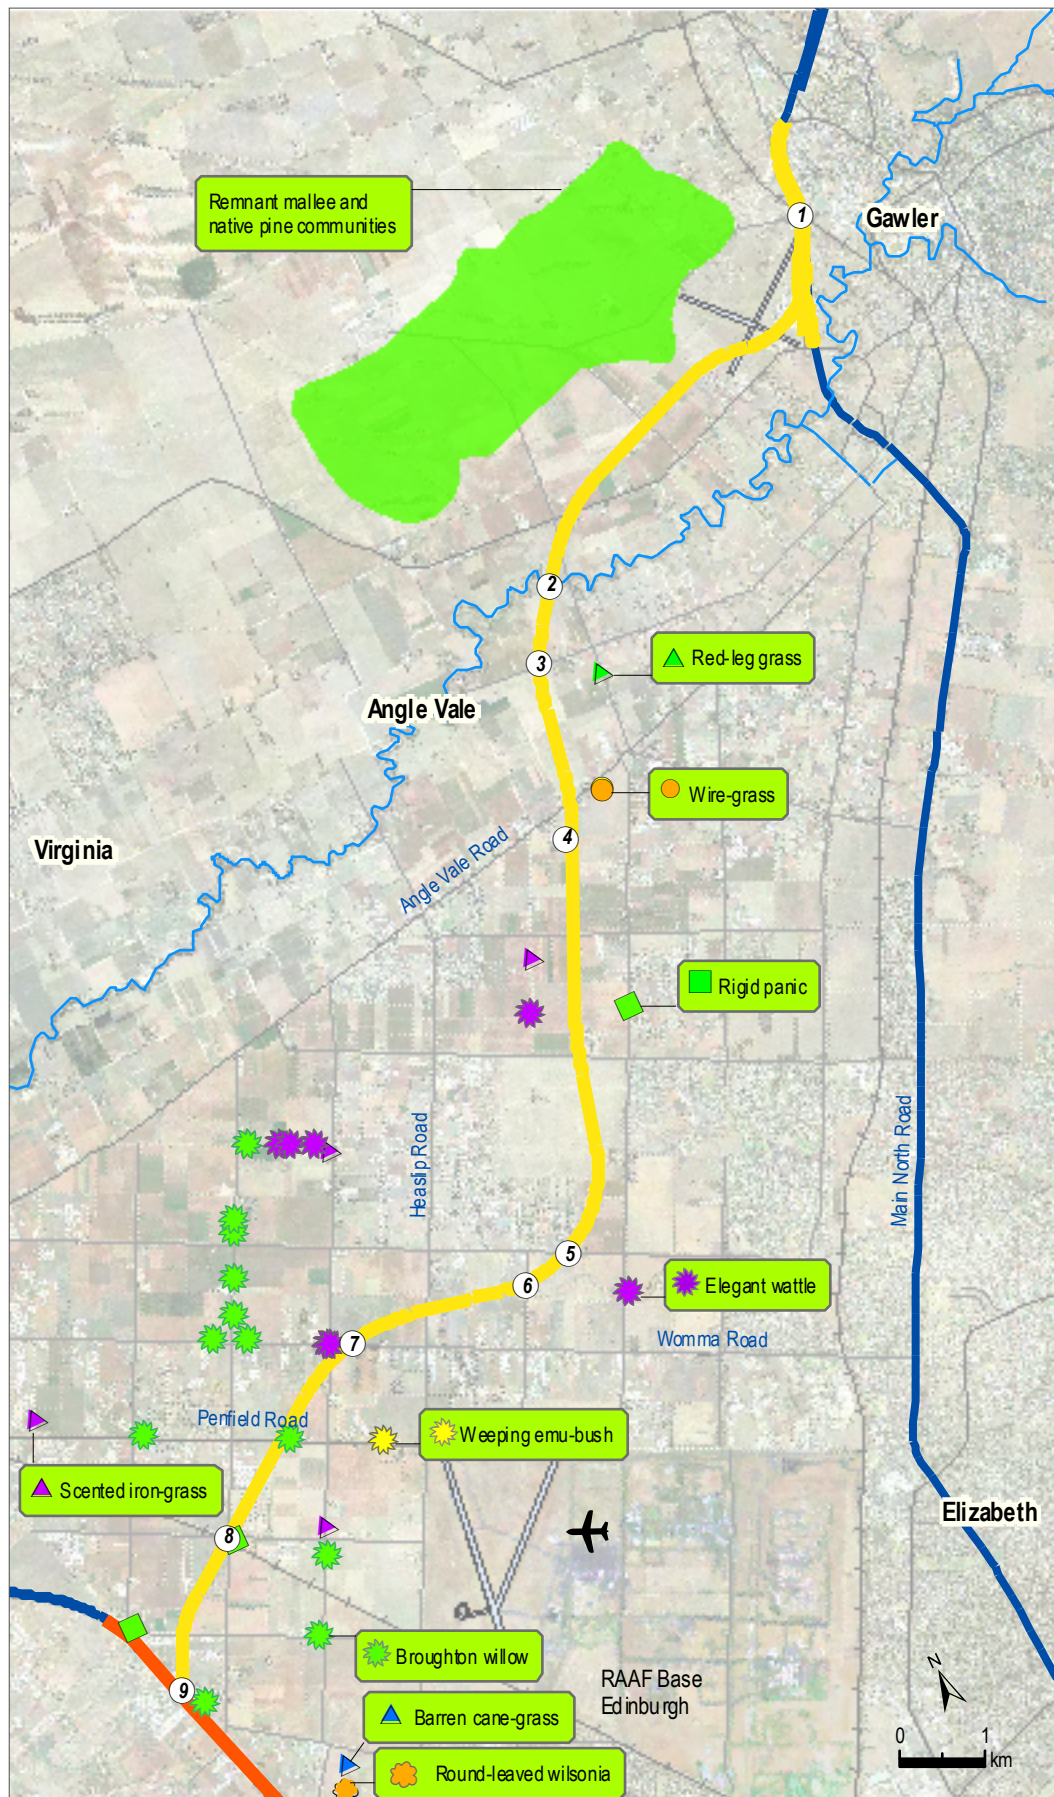 1
Gawler
Remnant mallee and
native pine communities
2
3
Red-leg grass
Angle Vale
Wire-grass
4
Virginia
Angle Vale Road
Rigid panic
Heaslip Road
Main North Road
5
6
Elegant wattle
7
Womma Road
Penfield Road
Weeping emu-bush
Scented iron-grass
Elizabeth
8
Broughton willow
RAAF Base
Edinburgh
9
Barren cane-grass
Round-leaved wilsonia
N
0 1
km